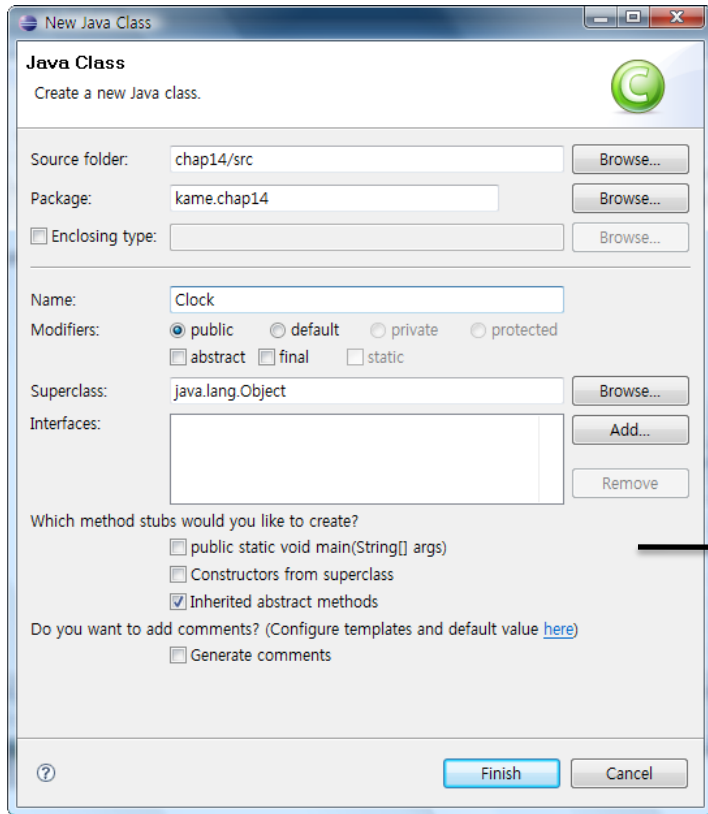 New Java Class
Java Class
Create a new Java class.
Source folder: chap14/src Browse...
Package: kame.chap14 Browse...
Enclosing type: Browse...
Name: Clock
Modifiers: public default private protected
abstract final static
Superclass: java.lang.Object Browse...
Interfaces: Add...
Remove
Which method stubs would you like to create?
public static void main(String[] args)
Constructors from superclass
Inherited abstract methods
Do you want to add comments? (Configure templates and default value here)
Generate comments
Finish Cancel